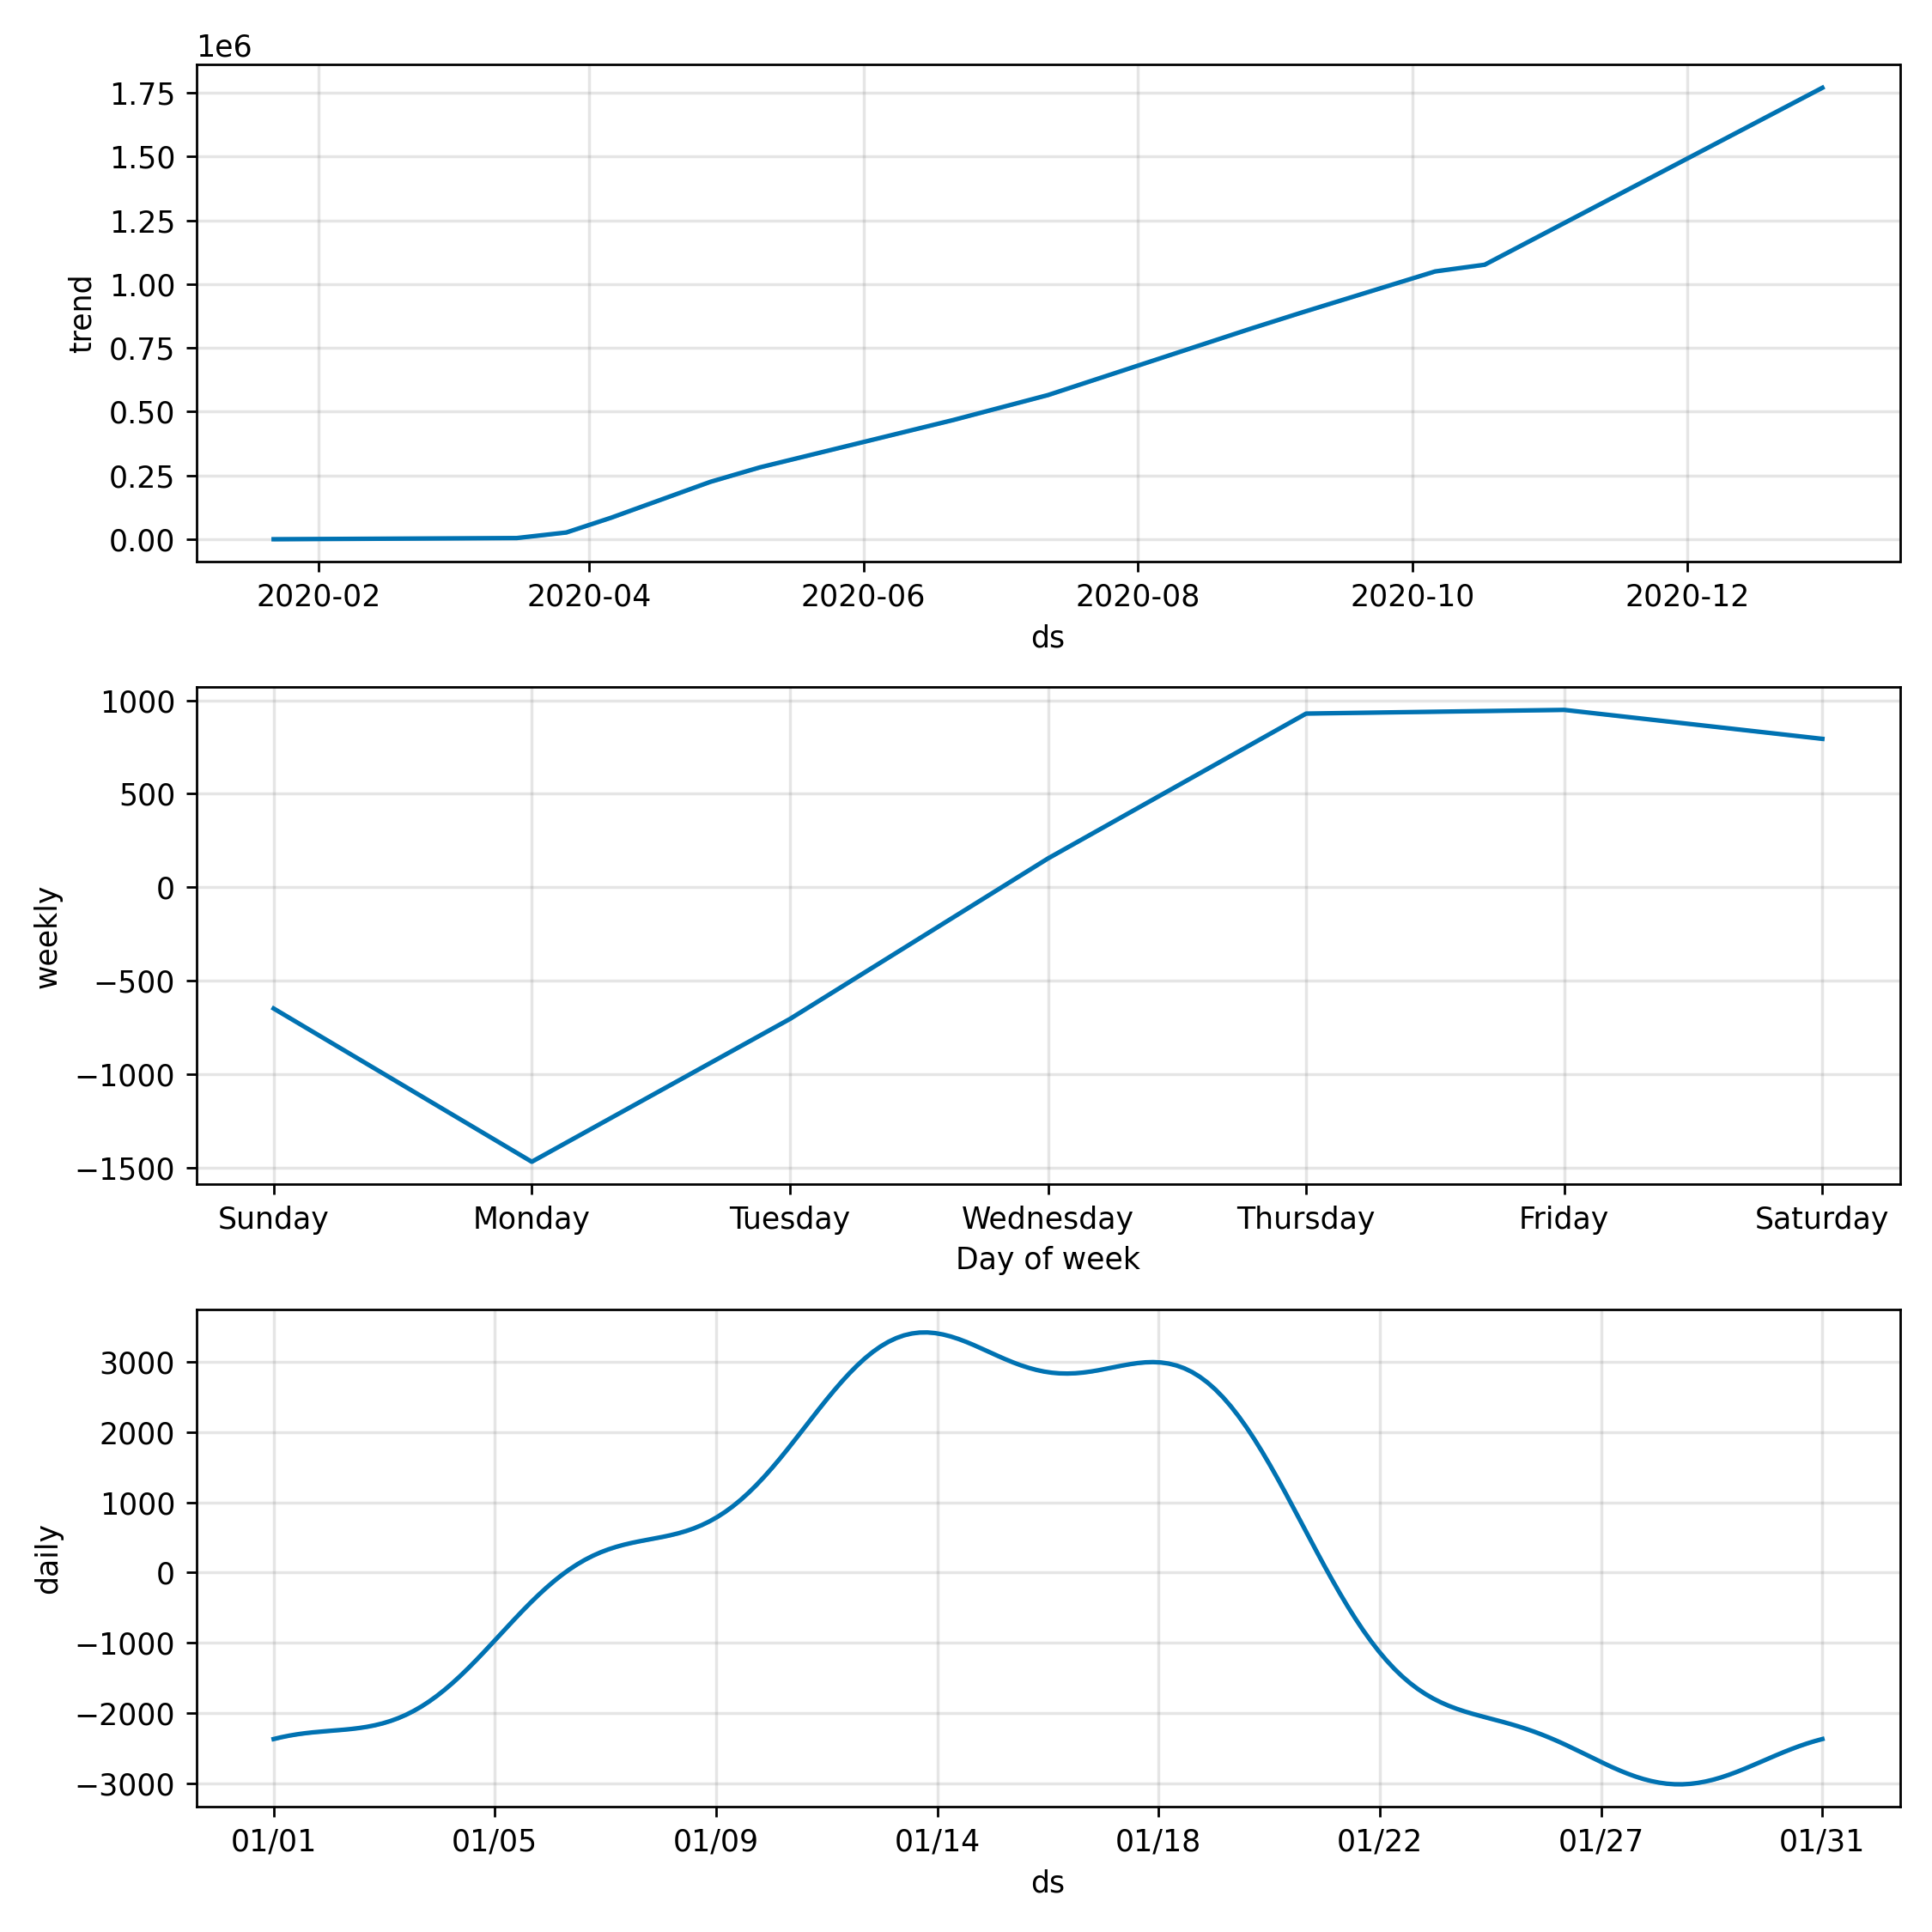 1e6
1.75
1.50
1.25
1.00
0.75
0.50
0.25
0.00
trend
2020-02 2020-04 2020-06 2020-08 2020-10 2020-12
ds
1000
500
0
−500
−1000
−1500
weekly
Sunday Monday Tuesday Wednesday Thursday Friday Saturday
Day of week
3000
2000
1000
0
−1000
−2000
−3000
daily
01/01 01/05 01/09 01/14 01/18 01/22 01/27 01/31
ds